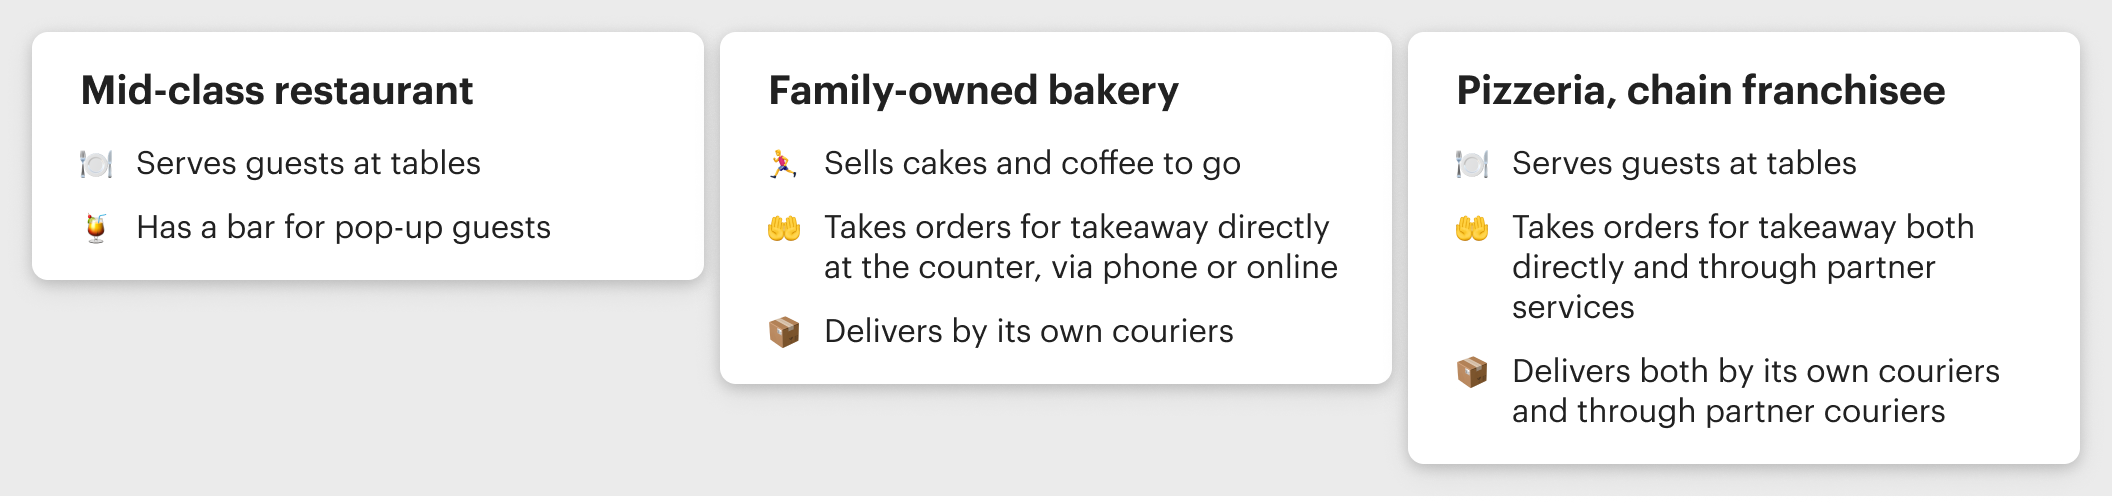 Mid-class restaurant
Serves guests at tables
Has a bar for pop-up guests
Family-owned bakery
Sells cakes and coffee to go
Takes orders for takeaway directly
at the counter, via phone or online
Delivers by its own couriers
Pizzeria, chain franchisee
Serves guests at tables
Takes orders for takeaway both
directly and through partner
services
Delivers both by its own couriers
and through partner couriers